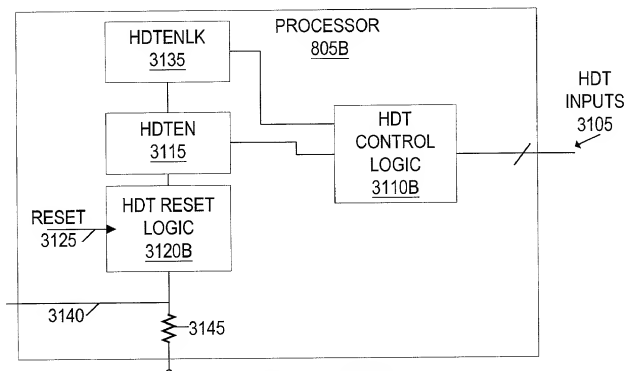 PROCESSOR
805B
HDTENLK
3135
HDTEN
3115
HDT
CONTROL
LOGIC
3110B
HDT
INPUTS
3105
HDT RESET
LOGIC
3120B
RESET
3125
3140
3145